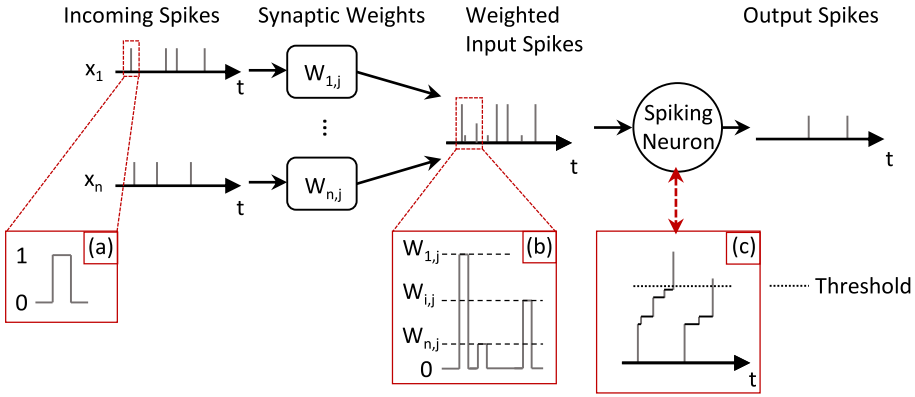 Incoming Spikes
Synaptic Weights
Weighted
Input Spikes
Output Spikes
x1
t
W1,j
...
xn
t
Wn,j
t
Spiking
Neuron
t
(a)
1
0
(b)
W1,j
Wi,j
Wn,j
0
(c)
t
Threshold